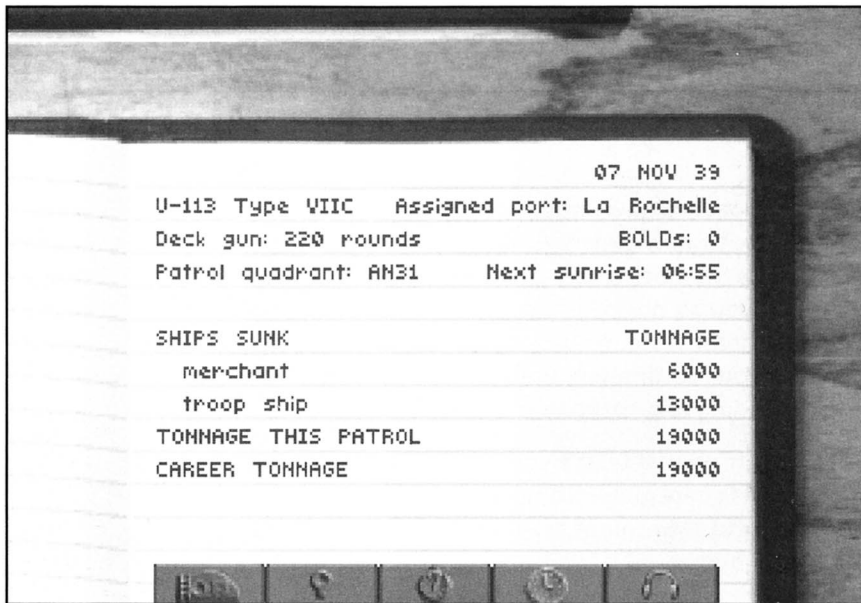 07 NOV 39
U-113 Type VIIC Assigned port: La Rochelle
Deck gun: 220 rounds BOLDs: 0
Patrol quadrant: AN31 Next sunrise: 06:55
SHIPS SUNK TONNAGE
merchant 6000
troop ship 13000
TONNAGE THIS PATROL 19000
CAREER TONNAGE 19000